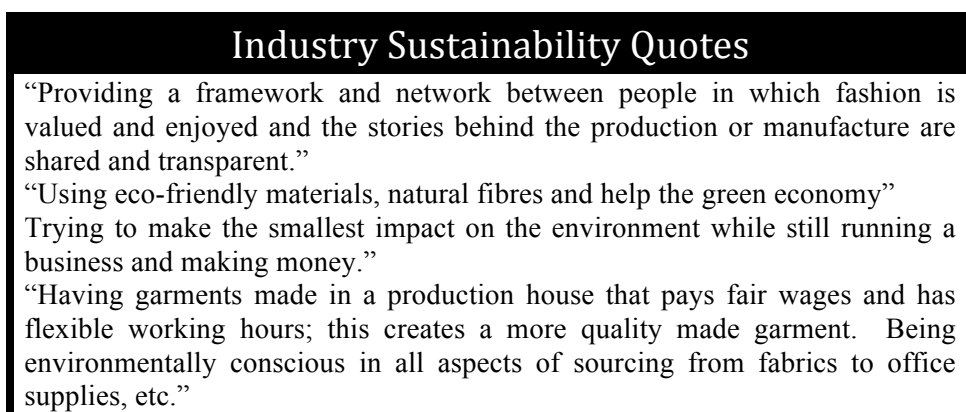 Industry Sustainability Quotes
“Providing a framework and network between people in which fashion is
valued and enjoyed and the stories behind the production or manufacture are
shared and transparent.”
“Using eco-friendly materials, natural fibres and help the green economy”
Trying to make the smallest impact on the environment while still running a
business and making money.”
“Having garments made in a production house that pays fair wages and has
flexible working hours; this creates a more quality made garment.  Being
environmentally conscious in all aspects of sourcing from fabrics to office
supplies, etc.”